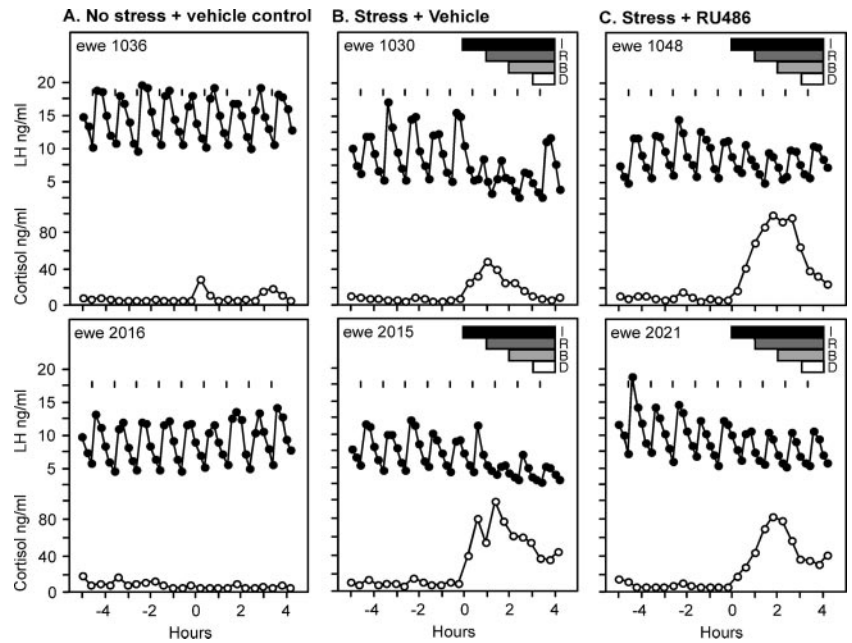 A. No stress + vehicle control
B. Stress + Vehicle
C. Stress + RU486
ewe 1036
ewe 1030
ewe 1048
I
R
B
D
I
R
B
D
LH ng/ml
20
15
10
5
Cortisol ng/ml
80
40
0
ewe 2016
ewe 2015
ewe 2021
I
R
B
D
I
R
B
D
LH ng/ml
20
15
10
5
Cortisol ng/ml
80
40
0
-4 -2 0 2 4
-4 -2 0 2 4
-4 -2 0 2 4
Hours
Hours
Hours